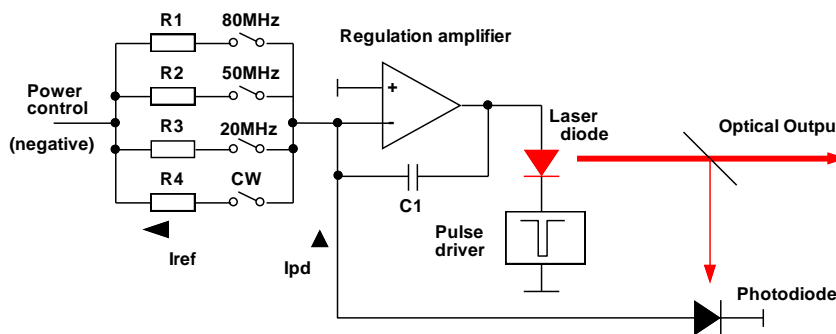 R1
80MHz
Regulation amplifier
R2
50MHz
Power
control
(negative)
+
-
Laser
diode
Optical Outpu
R3
20MHz
R4
CW
C1
Iref
Ipd
Pulse
driver
Photodiode